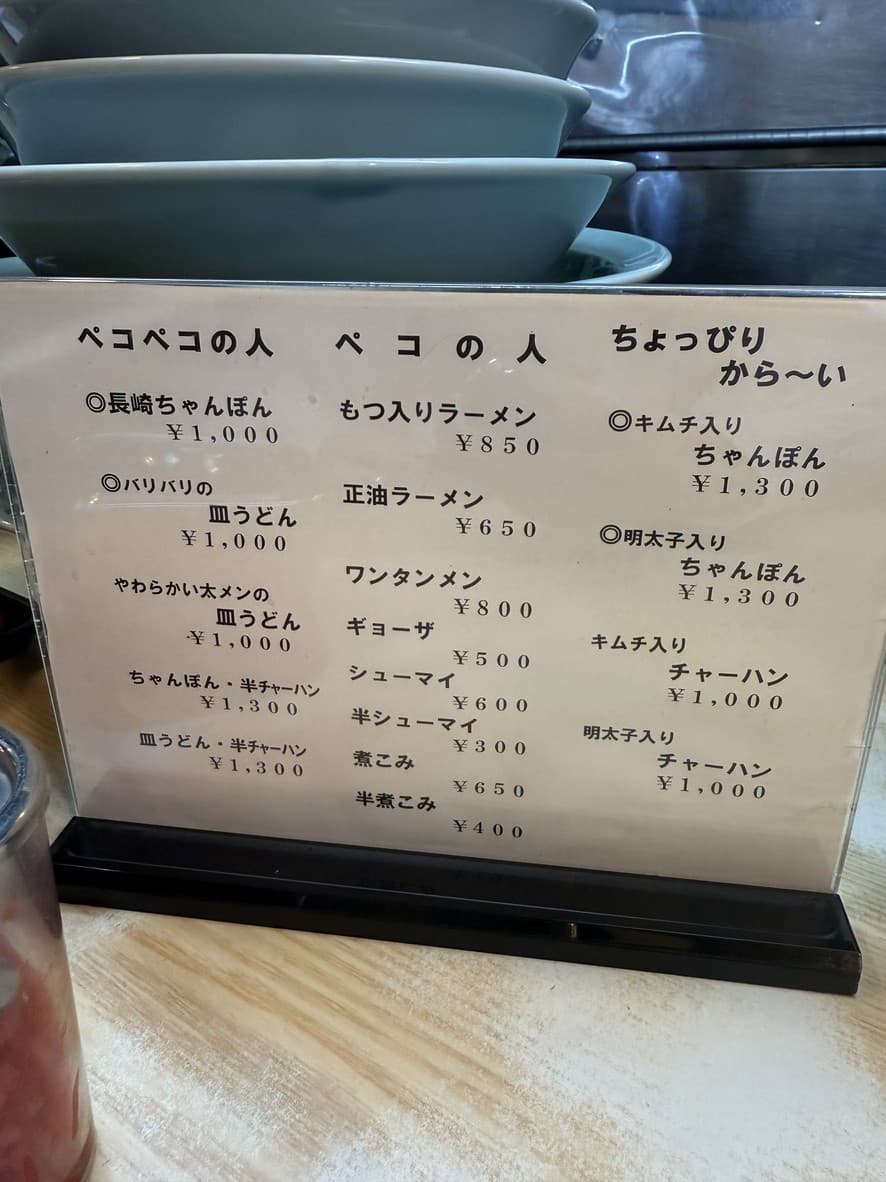 ペコペコの人
◎長崎ちゃんぽん
¥1,000
◎バリバリの
皿うどん
¥1,000
やわらかい太メンの
皿うどん
¥1,000
ちゃんぽん・半チャーハン
¥1,300
皿うどん・半チャーハン
¥1,300
ペコの人
もつ入りラーメン
¥850
正油ラーメン
¥650
ワンタンメン
¥800
ギョーザ
¥500
シューマイ
¥600
半シューマイ
¥300
煮こみ
¥650
半煮こみ
¥400
ちょっぴり
から〜い
◎キムチ入り
ちゃんぽん
¥1,300
◎明太子入り
ちゃんぽん
¥1,300
キムチ入り
チャーハン
¥1,000
明太子入り
チャーハン
¥1,000